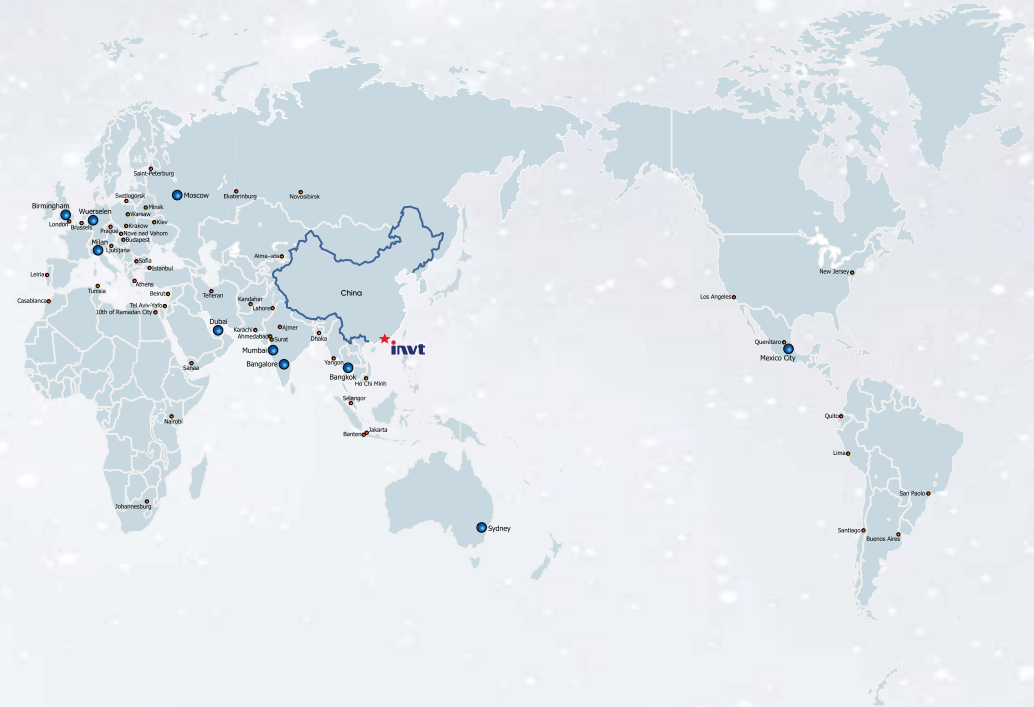 Saint-Peterburg
Moscow
Ekaterinburg
Novosibirsk
Svetlogorsk
Minsk
Birmingham
Wuerselen
Warsaw
London
Brussels
Kiev
Prague
Krakow
Nove nad Vahom
Milan
Budapest
Ljubljana
Alma-ata
Sofia
Istanbul
Leiria
Athens
Tunisia
Beirut
Teheran
China
Casablanca
Kandahar
Tel Aviv-Yafo
Lahore
10th of Ramadan City
Dubai
Karachi
Ajmer
Ahmedabad
Surat
Dhaka
invt
Mumbai
Sanaa
Bangalore
Yangon
Bangkok
Ho Chi Minh
Selangor
Nairoti
Jakarta
Banten
Johannesburg
Sydney
New Jersey
Los Angeles
Querétaro
Mexico City
Quito
Lima
San Paolo
Santiago
Buenos Aires